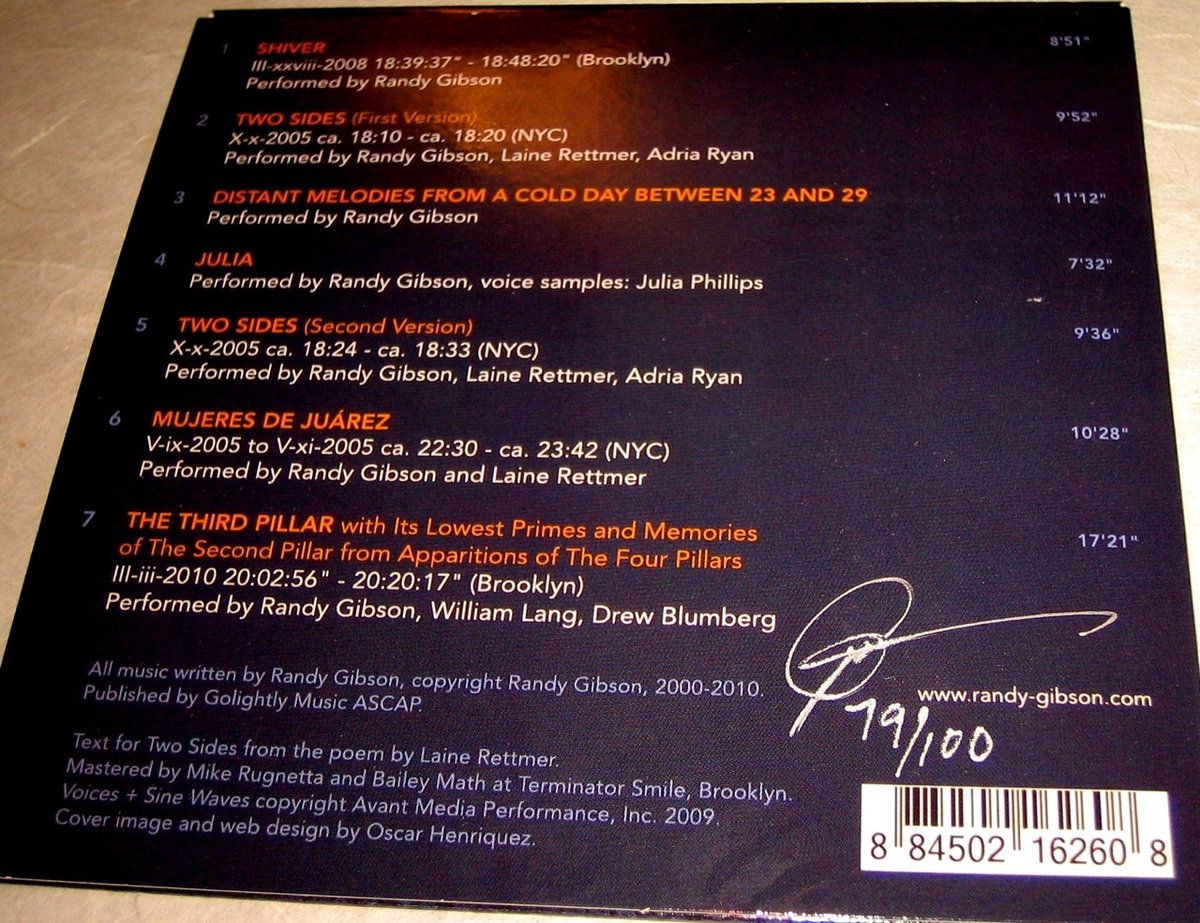 1 SHIVER 8'51"
III-xxviii-2008 18:39:37" - 18:48:20" (Brooklyn)
Performed by Randy Gibson
2 TWO SIDES (First Version) 9'52"
X-x-2005 ca. 18:10 - ca. 18:20 (NYC)
Performed by Randy Gibson, Laine Rettmer, Adria Ryan
3 DISTANT MELODIES FROM A COLD DAY BETWEEN 23 AND 29 11'12"
Performed by Randy Gibson
4 JULIA 7'32"
Performed by Randy Gibson, voice samples: Julia Phillips
5 TWO SIDES (Second Version) 9'36"
X-x-2005 ca. 18:24 - ca. 18:33 (NYC)
Performed by Randy Gibson, Laine Rettmer, Adria Ryan
6 MUJERES DE JUÁREZ 10'28"
V-ix-2005 to V-xi-2005 ca. 22:30 - ca. 23:42 (NYC)
Performed by Randy Gibson and Laine Rettmer
7 THE THIRD PILLAR with Its Lowest Primes and Memories 17'21"
of The Second Pillar from Apparitions of The Four Pillars
III-iii-2010 20:02:56" - 20:20:17" (Brooklyn)
Performed by Randy Gibson, William Lang, Drew Blumberg
All music written by Randy Gibson, copyright Randy Gibson, 2000-2010.
Published by Golightly Music ASCAP.
www.randy-gibson.com
79/100
Text for Two Sides from the poem by Laine Rettmer.
Mastered by Mike Rugnetta and Bailey Math at Terminator Smile, Brooklyn.
Voices + Sine Waves copyright Avant Media Performance, Inc. 2009.
Cover image and web design by Oscar Henriquez.
8 84502 16260 8